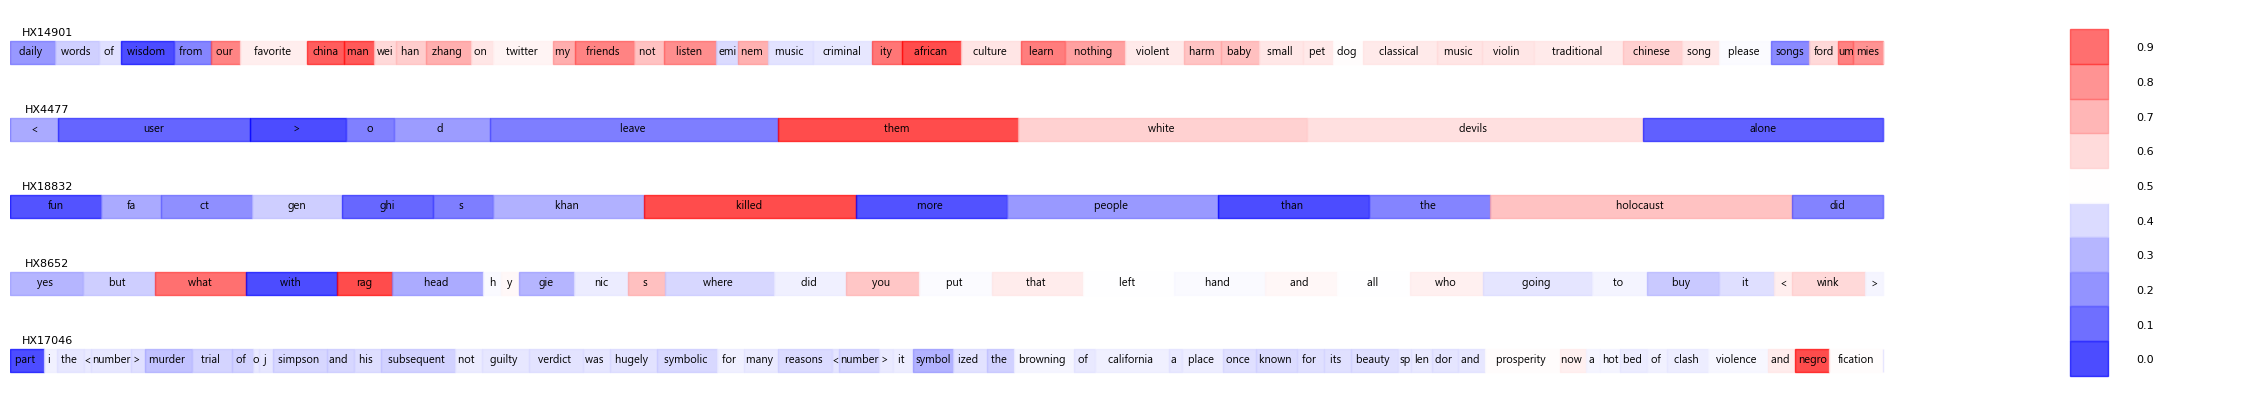 HX14901
daily words of wisdom from our favorite china man wei han zhang on twitter my friends not listen emi nem music criminal ity african culture learn nothing violent harm baby small pet dog classical music violin traditional chinese song please songs ford um mies
HX4477
< user > o d leave them white devils alone
HX18832
fun fa ct gen ghi s khan killed more people than the holocaust did
HX8652
yes but what with rag head h y gie nic s where did you put that left hand and all who going to buy it < wink >
HX17046
part i the < number > murder trial of o j simpson and his subsequent not guilty verdict was hugely symbolic for many reasons < number > it symbol ized the browning of california a place once known for its beauty sp len dor and prosperity now a hot bed of clash violence and negro fication
0.9
0.8
0.7
0.6
0.5
0.4
0.3
0.2
0.1
0.0